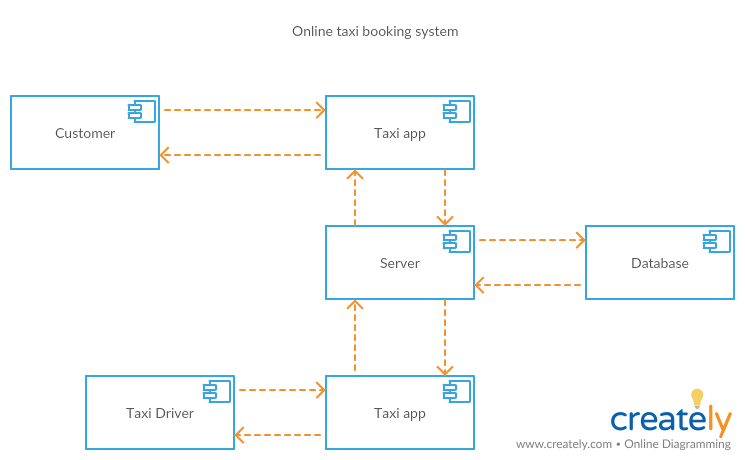 Online taxi booking system
Customer
Taxi app
Server
Database
Taxi Driver
Taxi app
creately
www.creately.com • Online Diagramming